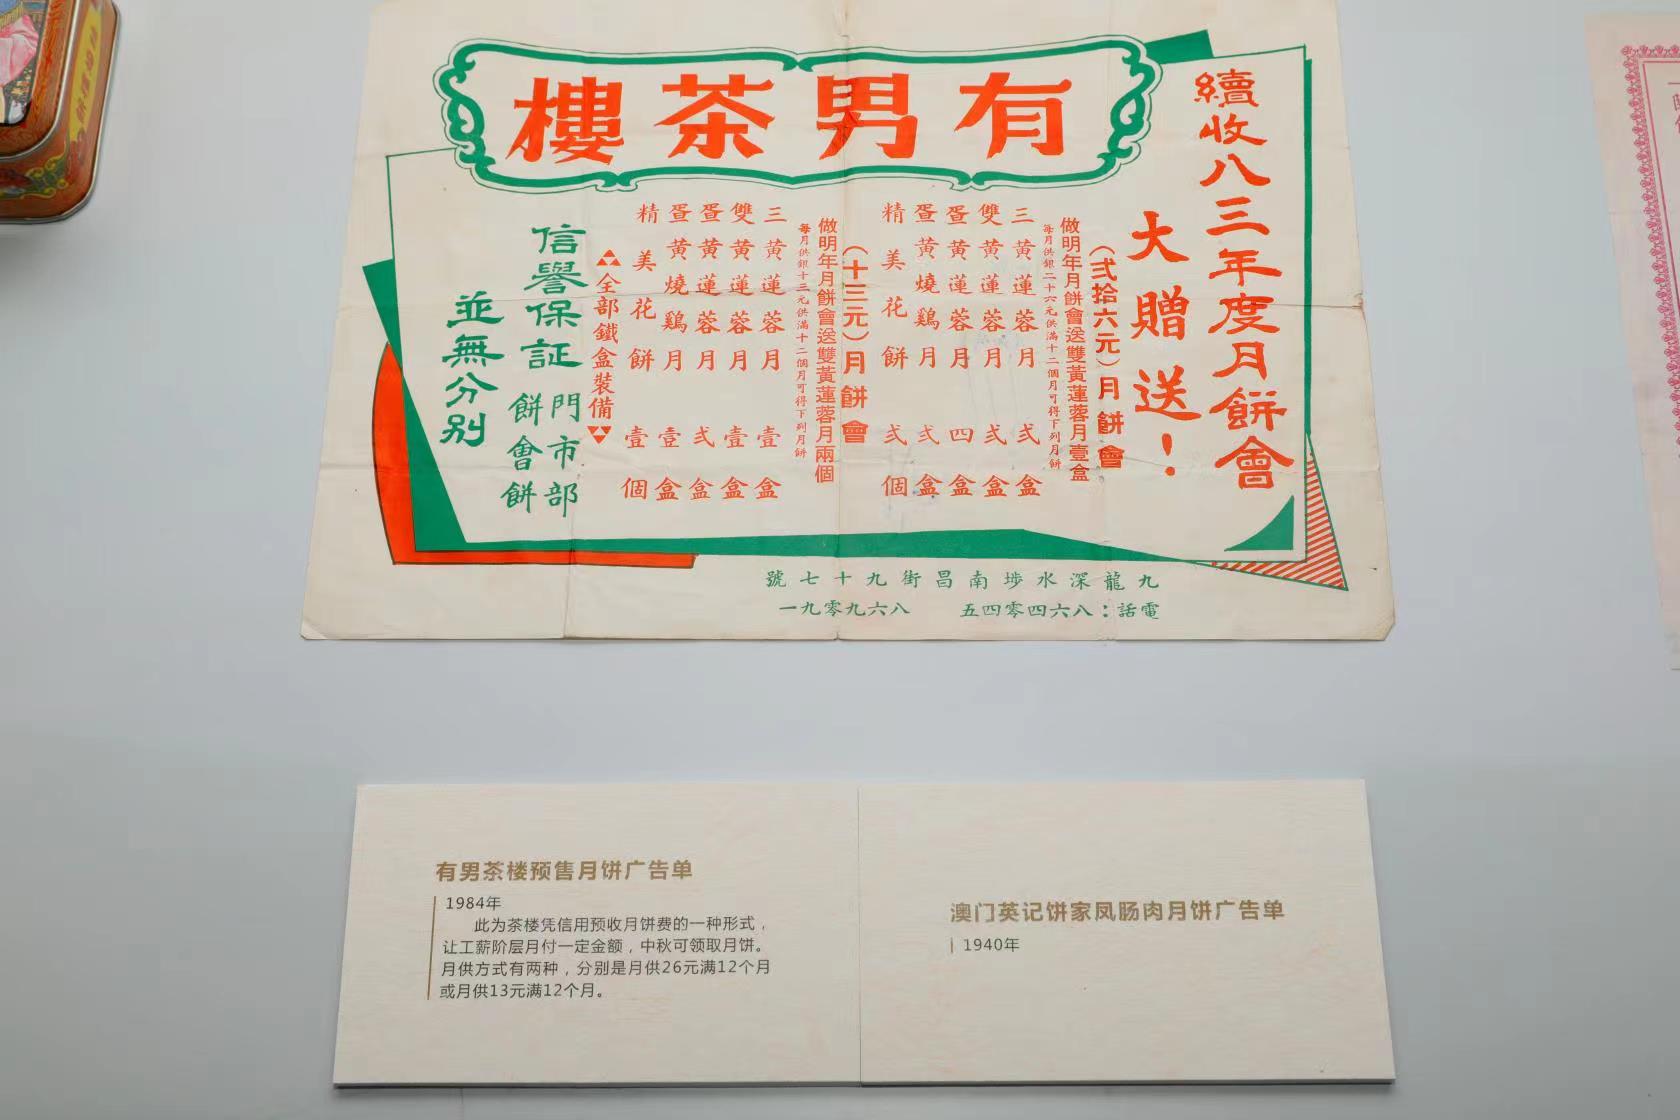 有男茶樓
續收八三年度月餅會
大贈送！
（弍拾六元）月餅會
做明年月餅會送雙黃蓮蓉月壹盒
每月供銀二十六元供滿十二個月可得下列月餅
三黃蓮蓉月弍盒
雙黃蓮蓉月弍盒
蛋黃蓮蓉月四盒
蛋黃燒鷄月弍盒
精美花餅弍個
（十三元）月餅會
做明年月餅會送雙黃蓮蓉月兩個
每月供銀十三元供滿十二個月可得下列月餅
三黃蓮蓉月壹盒
雙黃蓮蓉月壹盒
蛋黃蓮蓉月弍盒
蛋黃燒鷄月壹盒
精美花餅壹個
全部鐵盒裝備
信譽保証
門市部
餅會餅
並無分別
九龍深水埗南昌街九十七號
電話：八六四零四五 八六九零九一
有男茶楼预售月饼广告单
1984年
此为茶楼凭信用预收月饼费的一种形式，
让工薪阶层月付一定金额，中秋可领取月饼。
月供方式有两种，分别是月供26元满12个月
或月供13元满12个月。
澳门英记饼家凤肠肉月饼广告单
1940年